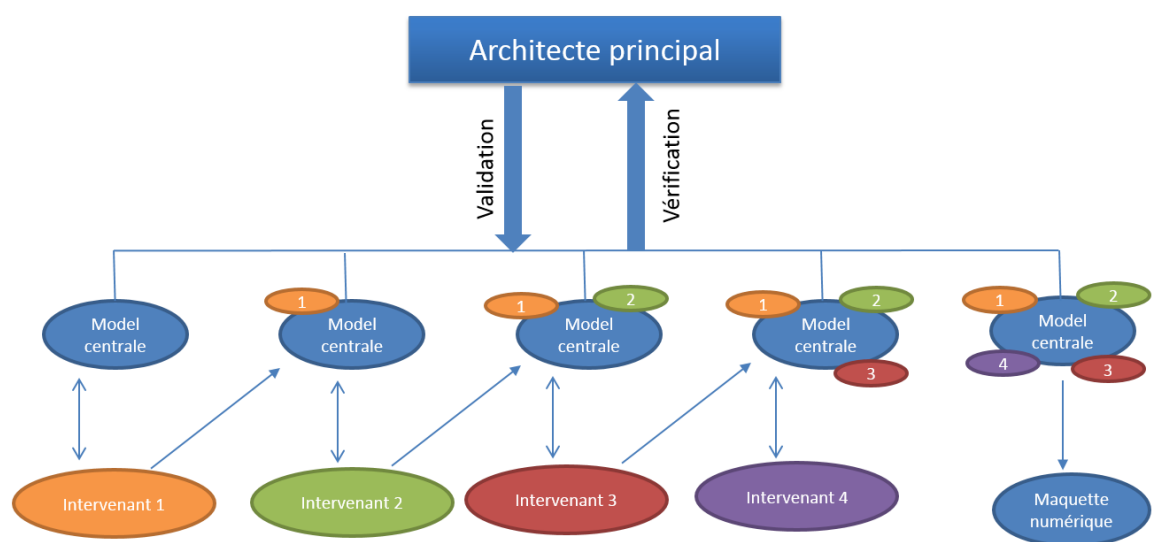 Architecte principal
Validation
Vérification
1
1
2
1
2
1
2
Model
centrale
Model
centrale
Model
centrale
Model
centrale
Model
centrale
3
4
3
Intervenant 1
Intervenant 2
Intervenant 3
Intervenant 4
Maquette
numérique